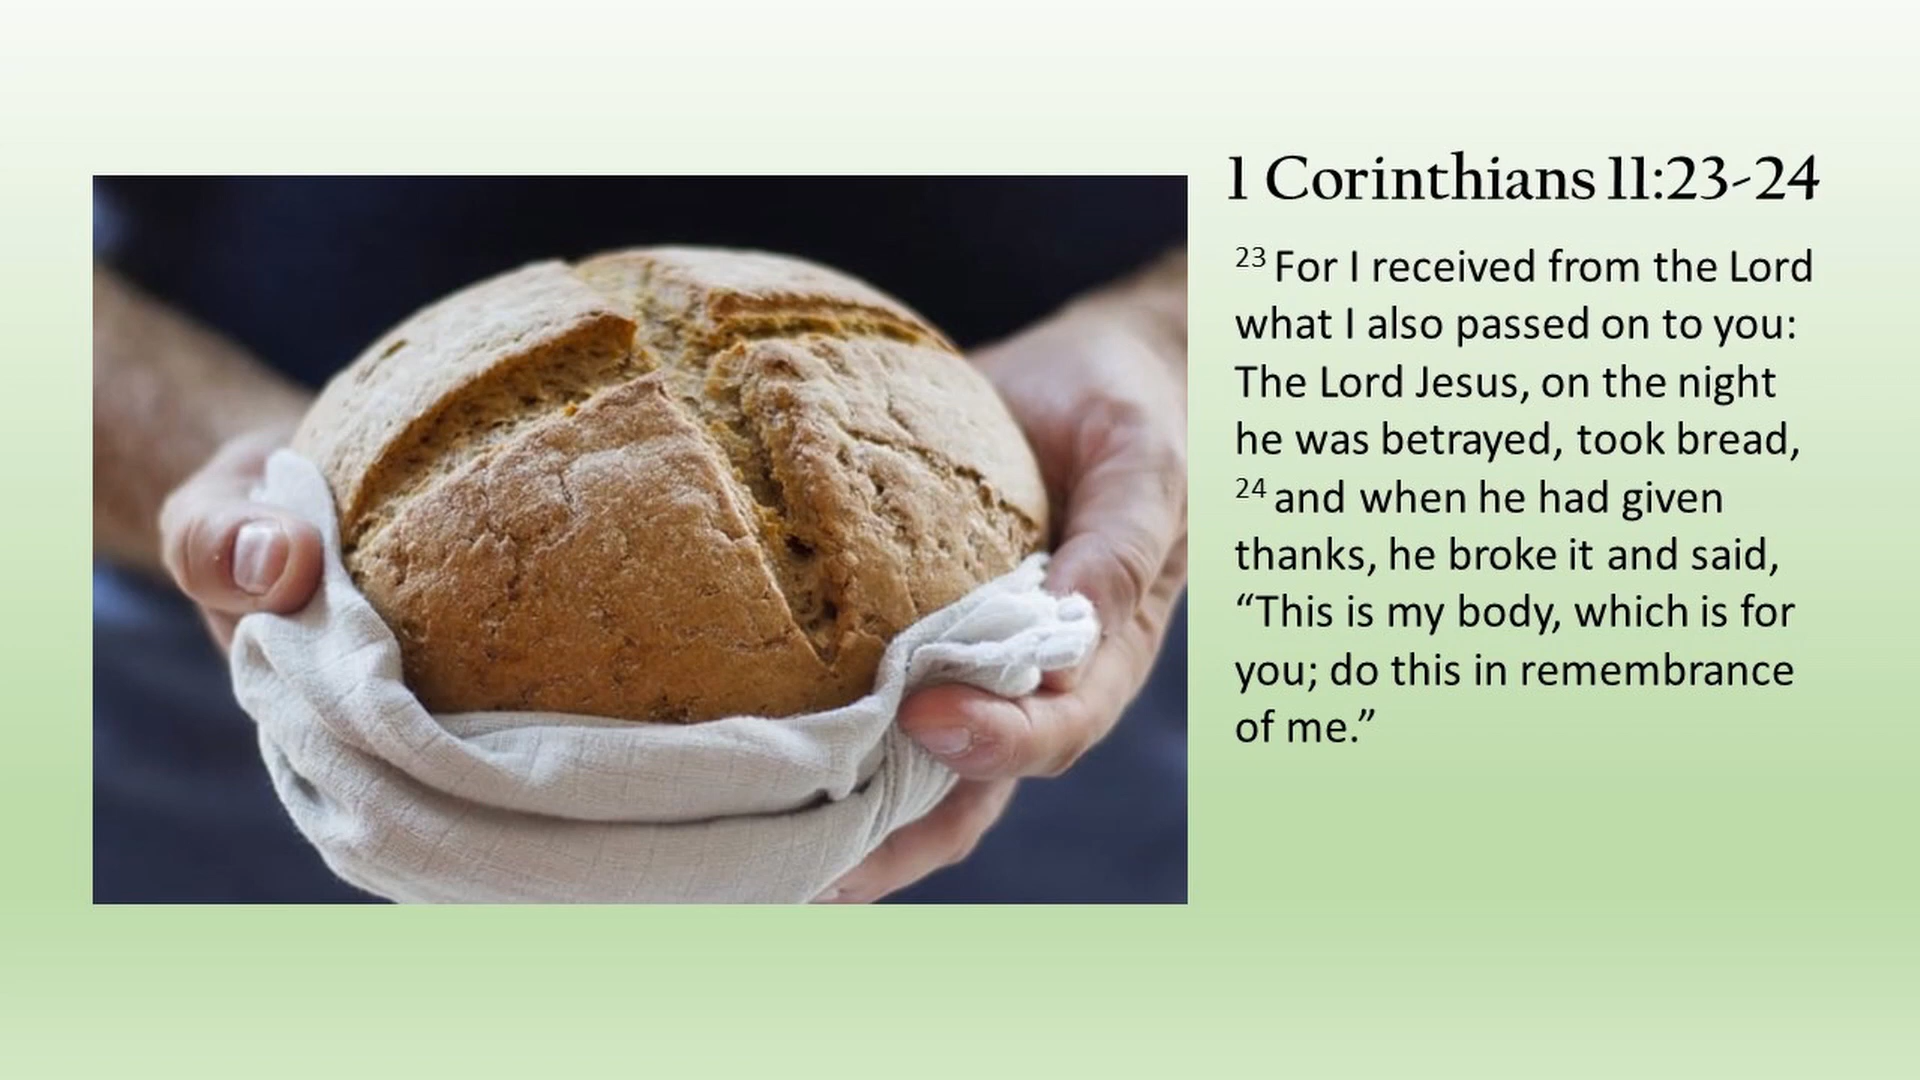 1 Corinthians 11:23-24
23 For I received from the Lord
what I also passed on to you:
The Lord Jesus, on the night
he was betrayed, took bread,
24 and when he had given
thanks, he broke it and said,
“This is my body, which is for
you; do this in remembrance
of me.”